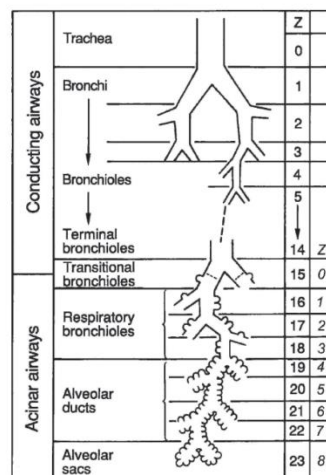 Z
Trachea 0
Bronchi 1
2
3
Bronchioles 4
5
Terminal
bronchioles 14 Z'
Transitional
bronchioles 15 0
16 1
Respiratory
bronchioles 17 2
18 3
19 4
Alveolar
ducts 20 5
21 6
22 7
Alveolar
sacs 23 8
Conducting airways
Acinar airways